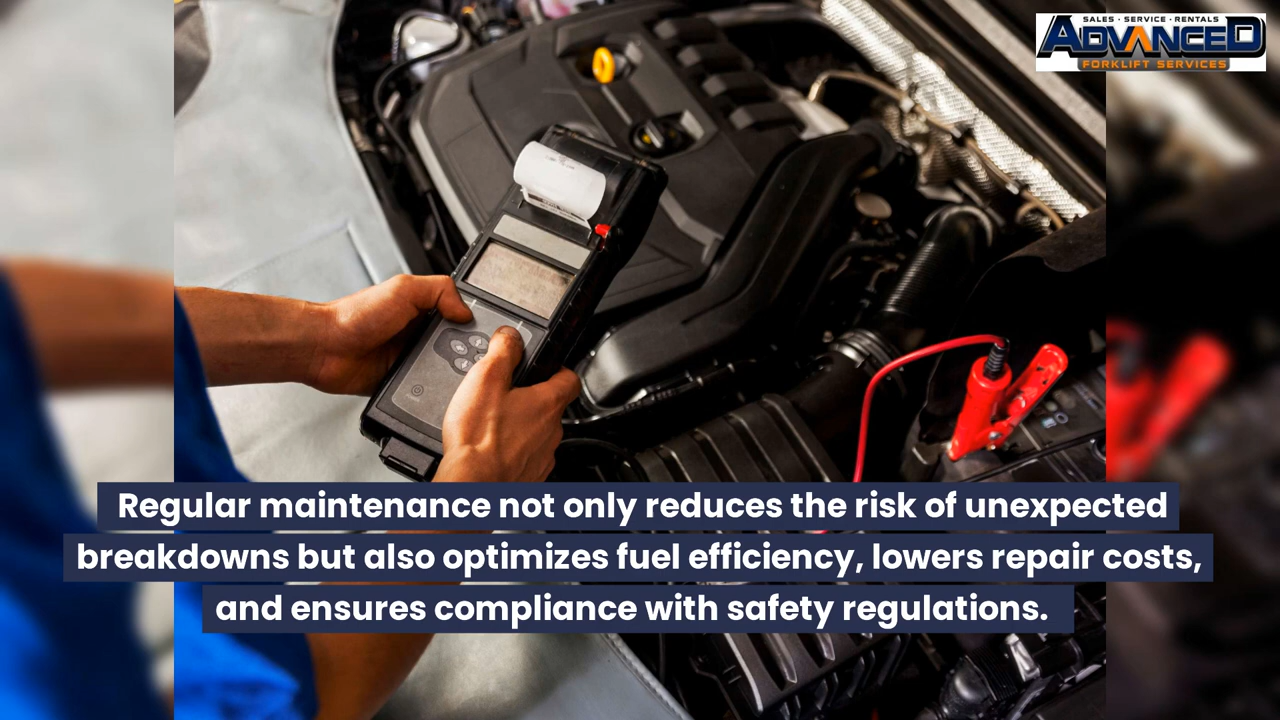 SALES · SERVICE · RENTALS
ADVANCED
FORKLIFT SERVICES
Regular maintenance not only reduces the risk of unexpected
breakdowns but also optimizes fuel efficiency, lowers repair costs,
and ensures compliance with safety regulations.